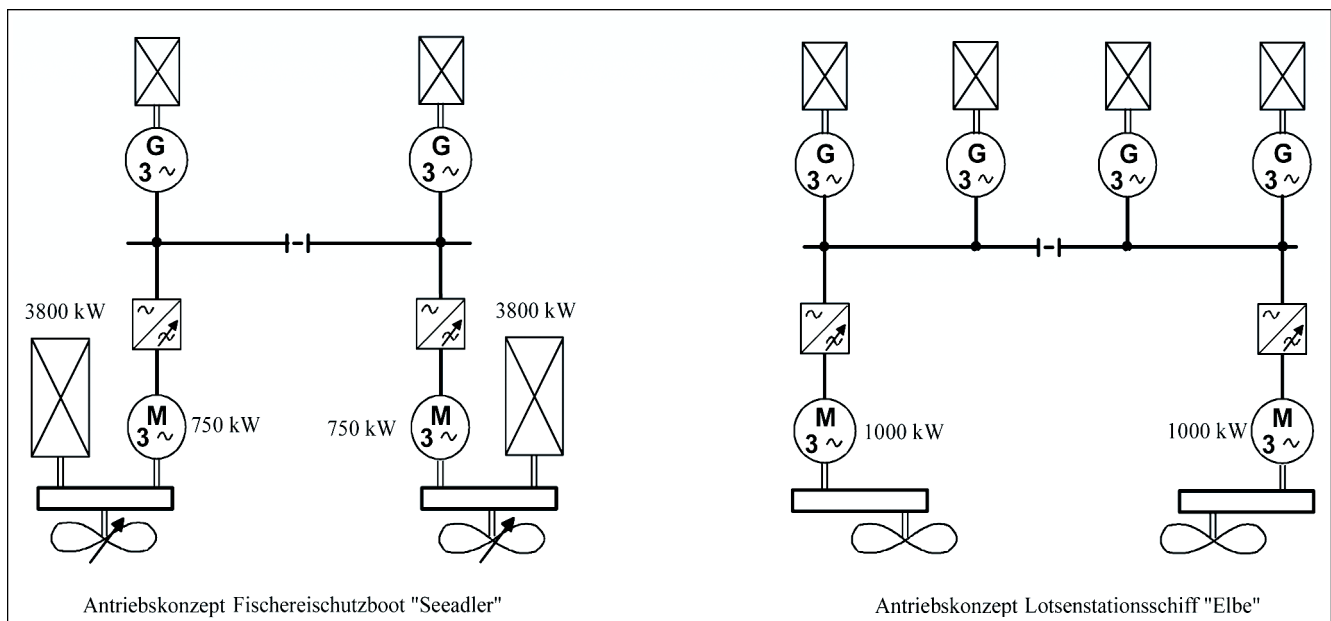 G
3 ~
G
3 ~
G
3 ~
G
3 ~
G
3 ~
G
3 ~
~
~
~
~
~
~
~
~
3800 kW
3800 kW
M
3 ~
750 kW
750 kW
M
3 ~
M
3 ~
1000 kW
1000 kW
M
3 ~
Antriebskonzept Fischereischutzboot "Seeadler"
Antriebskonzept Lotsenstationsschiff "Elbe"